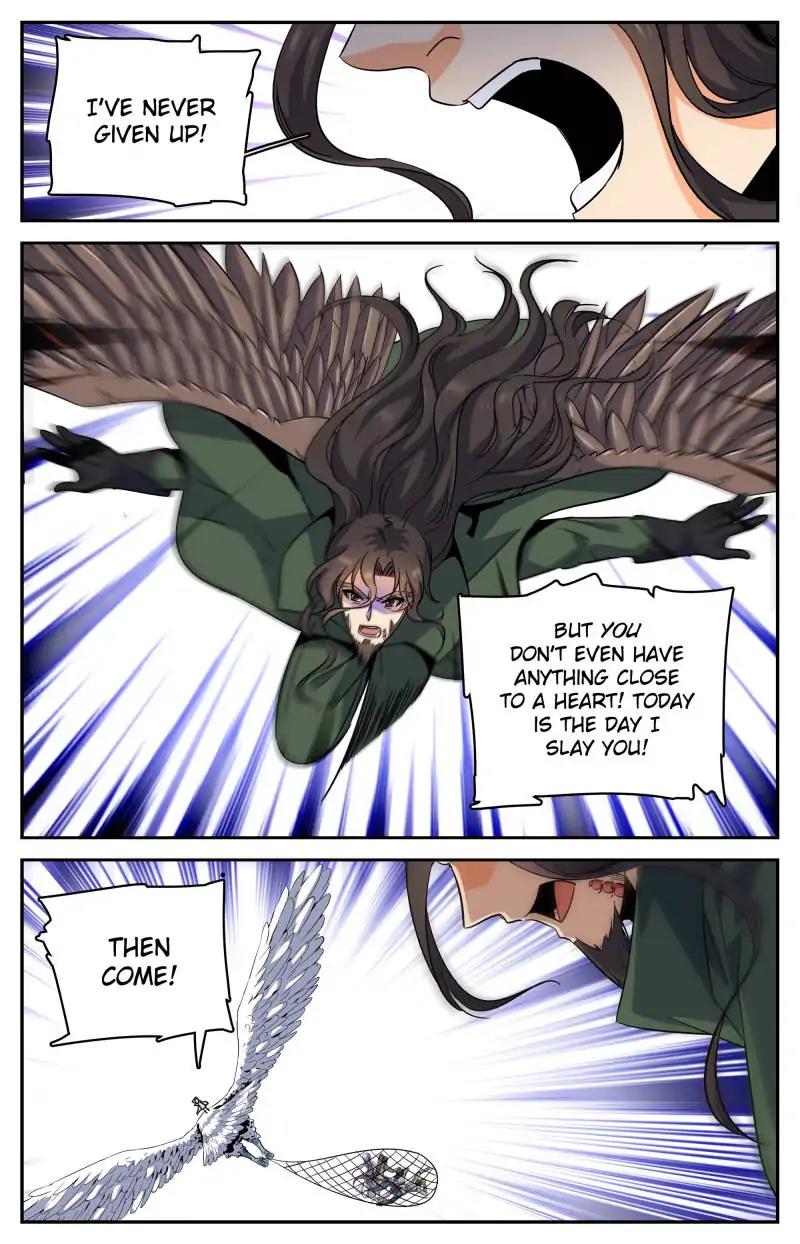 I'VE NEVER
GIVEN UP!
BUT YOU
DON'T EVEN HAVE
ANYTHING CLOSE
TO A HEART! TODAY
IS THE DAY I
SLAY YOU!
THEN
COME!